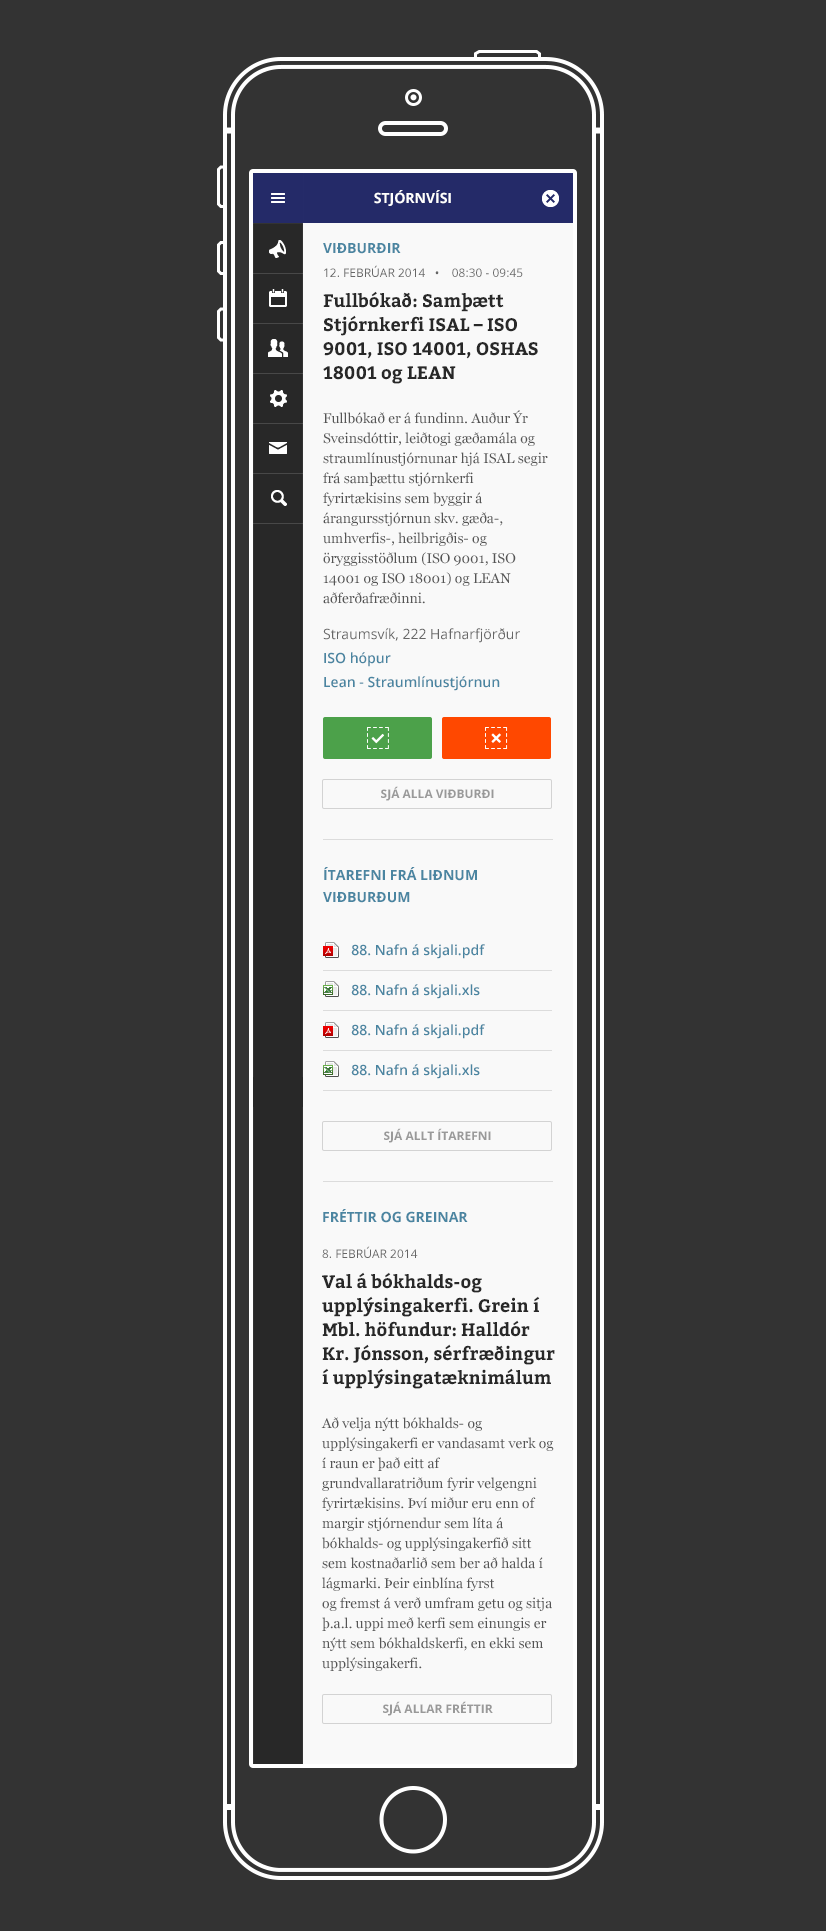 STJÓRNVÍSI
VIÐBURÐIR
12. FEBRÚAR 2014 • 08:30 - 09:45
Fullbókað: Samþætt
Stjórnkerfi ISAL – ISO
9001, ISO 14001, OSHAS
18001 og LEAN
Fullbókað er á fundinn. Auður Ýr
Sveinsdóttir, leiðtogi gæðamála og
straumlínustjórnunar hjá ISAL segir
frá samþættu stjórnkerfi
fyrirtækisins sem byggir á
árangursstjórnun skv. gæða-,
umhverfis-, heilbrigðis- og
öryggisstöðlum (ISO 9001, ISO
14001 og ISO 18001) og LEAN
aðferðafræðinni.
Straumsvík, 222 Hafnarfjörður
ISO hópur
Lean - Straumlínustjórnun
SJÁ ALLA VIÐBURÐI
ÍTAREFNI FRÁ LIÐNUM
VIÐBURÐUM
88. Nafn á skjali.pdf
88. Nafn á skjali.xls
88. Nafn á skjali.pdf
88. Nafn á skjali.xls
SJÁ ALLT ÍTAREFNI
FRÉTTIR OG GREINAR
8. FEBRÚAR 2014
Val á bókhalds-og
upplýsingakerfi. Grein í
Mbl. höfundur: Halldór
Kr. Jónsson, sérfræðingur
í upplýsingatæknimálum
Að velja nýtt bókhalds- og
upplýsingakerfi er vandasamt verk og
í raun er það eitt af
grundvallaratriðum fyrir velgengni
fyrirtækisins. Því miður eru enn of
margir stjórnendur sem líta á
bókhalds- og upplýsingakerfið sitt
sem kostnaðarlið sem ber að halda í
lágmarki. Þeir einblína fyrst
og fremst á verð umfram getu og sitja
þ.a.l. uppi með kerfi sem einungis er
nýtt sem bókhaldskerfi, en ekki sem
upplýsingakerfi.
SJÁ ALLAR FRÉTTIR